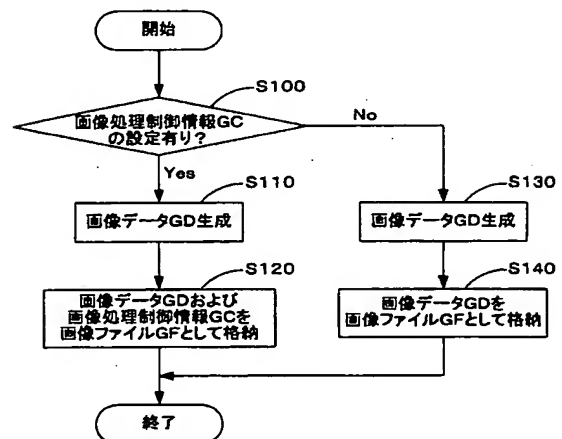 開始
S100
画像処理制御情報GC
の設定有り？
No
Yes
S110
S130
画像データGD生成
画像データGD生成
S120
S140
画像データGDおよび
画像処理制御情報GCを
画像ファイルGFとして格納
画像データGDを
画像ファイルGFとして格納
終了